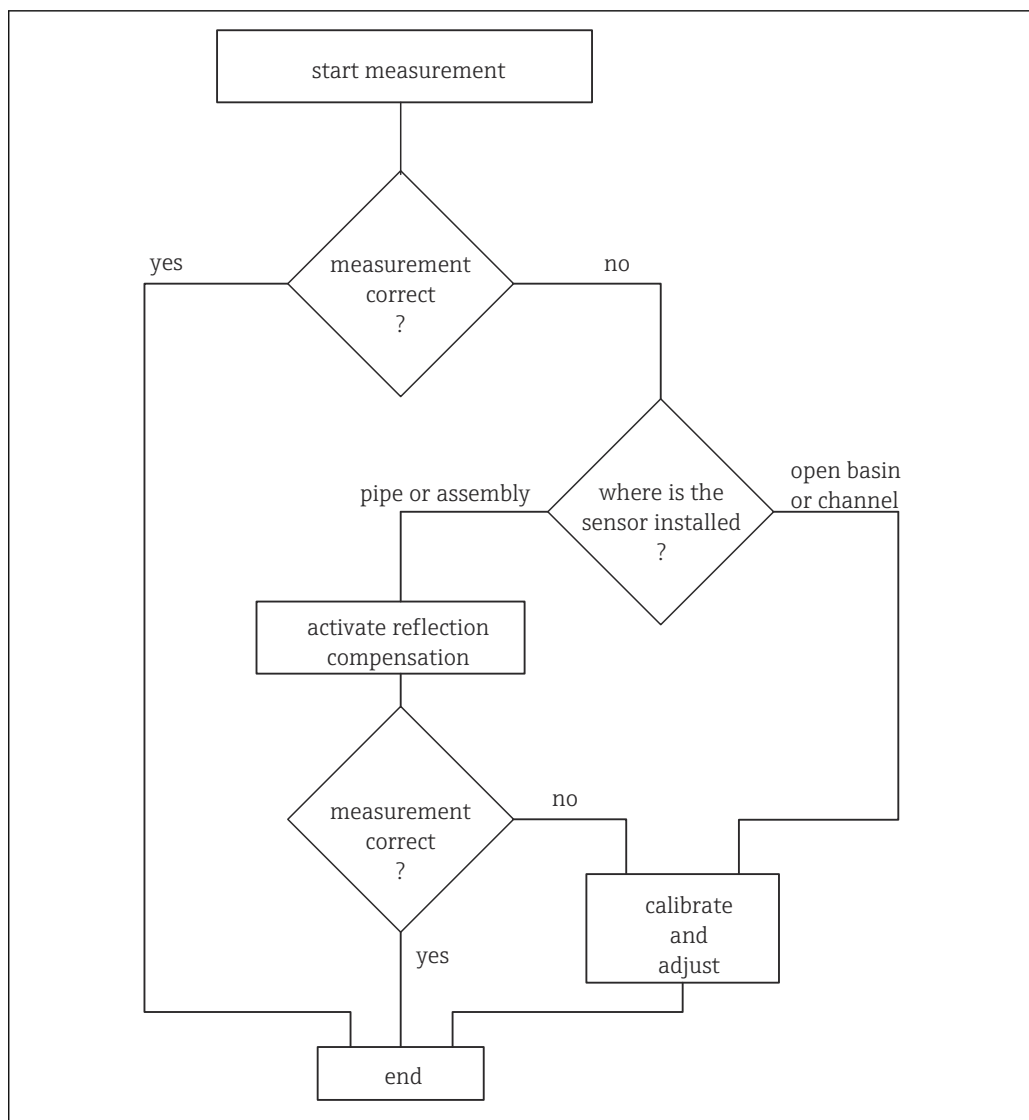 start measurement
yes
measurement
correct
?
no
pipe or assembly
where is the
sensor installed
?
open basin
or channel
activate reflection
compensation
measurement
correct
?
no
yes
calibrate
and
adjust
end